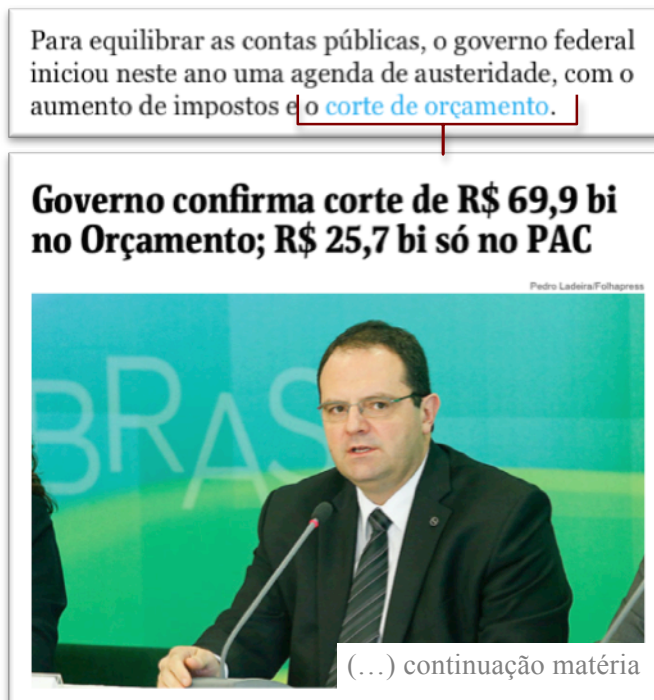 Para equilibrar as contas públicas, o governo federal
iniciou neste ano uma agenda de austeridade, com o
aumento de impostos e o corte de orçamento.
Governo confirma corte de R$ 69,9 bi
no Orçamento; R$ 25,7 bi só no PAC
Pedro Ladeira/Folhapress
BRAS
(…) continuação matéria